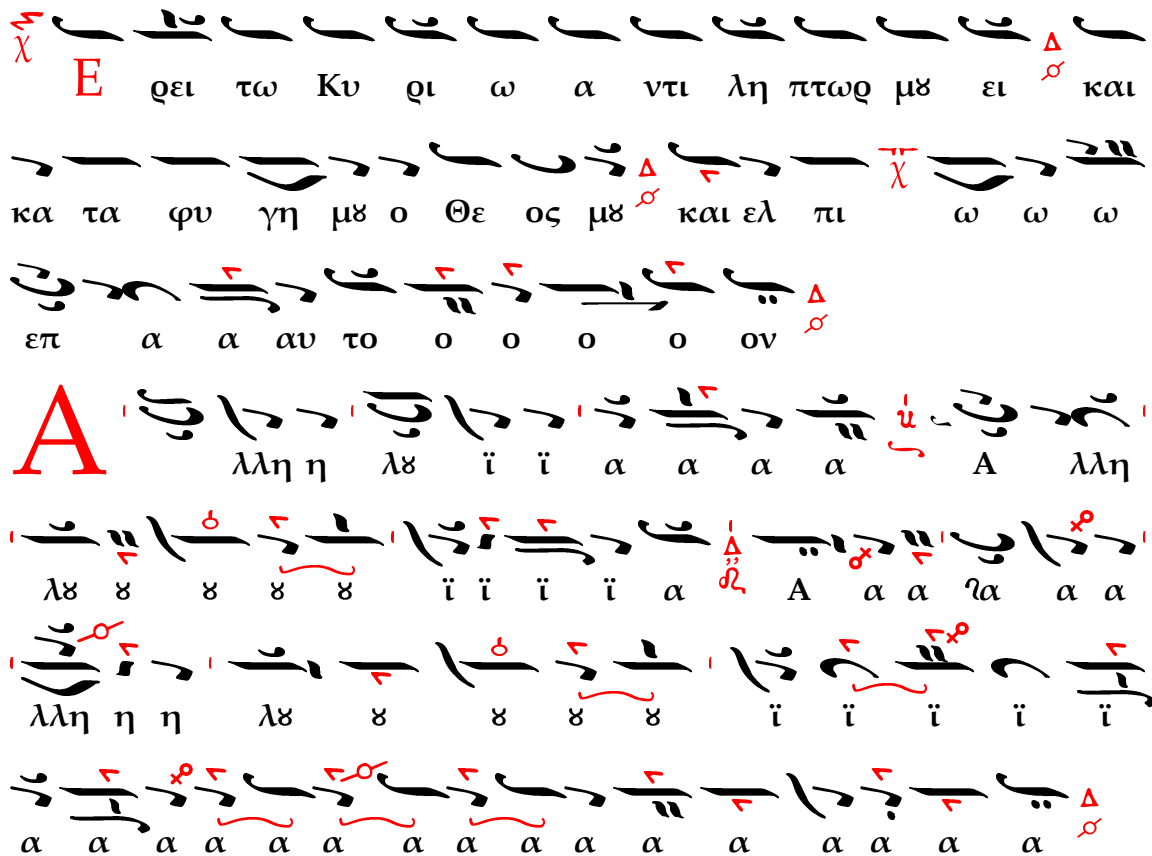 Ε ρει τω Κυ ρι ω α ντι λη πτωρ μȣ ει και
κα τα φυ γη μȣ ο Θε ος μȣ και ελ πι ω ω ω
επ α α αυ το ο ο ο ο ον
Α λλη η λȣ ϊ ϊ α α α α Α λλη
λȣ ȣ ȣ ȣ ȣ ϊ ϊ ϊ ϊ α Α α α α α α
λλη η η λȣ ȣ ȣ ȣ ȣ ϊ ϊ ϊ ϊ ϊ
α α α α α α α α α α α α α α α